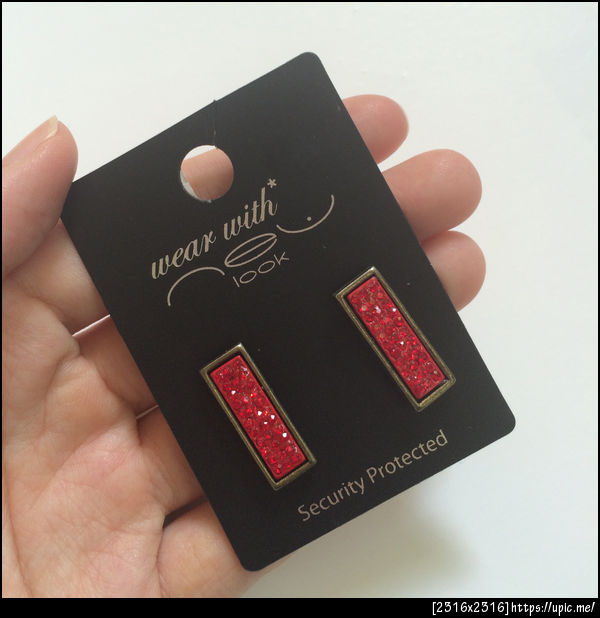 wear with*
look
Security Protected
[2316x2316]https://upic.me/